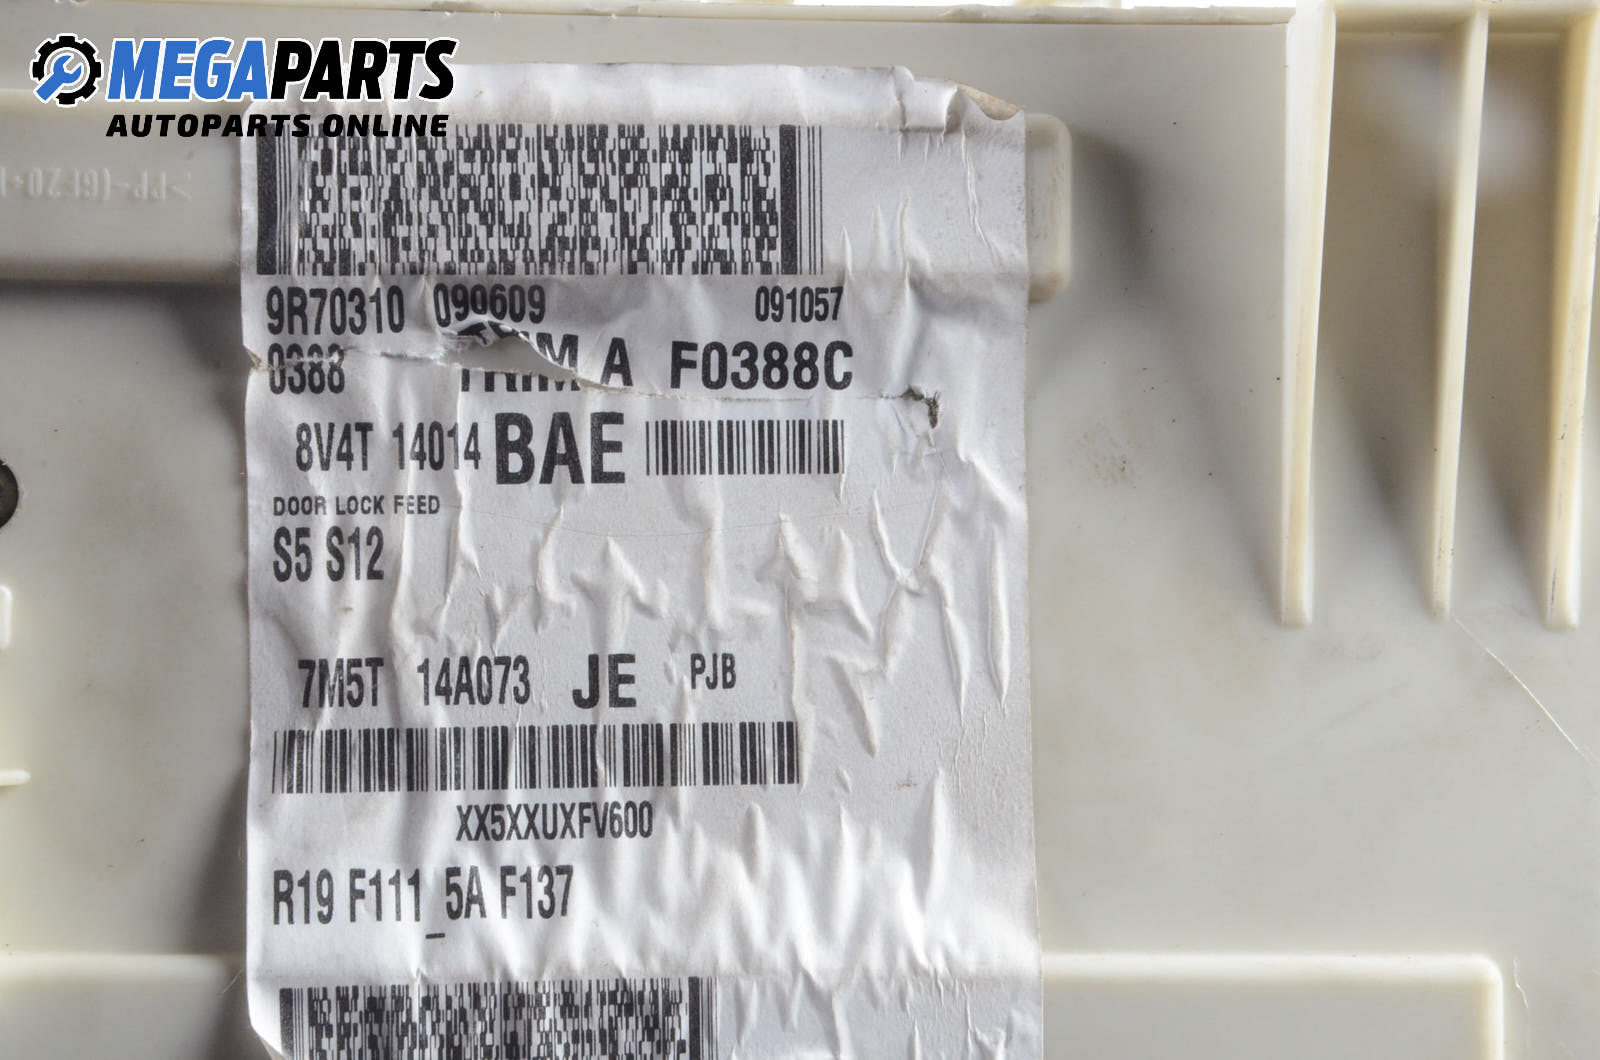 MEGAPARTS
AUTOPARTS ONLINE
9R70310 090609 091057
0388 TRIM A F0388C
8V4T 14014 BAE
DOOR LOCK FEED
S5 S12
7M5T 14A073 JE PJB
XX5XXUXFV600
R19 F111_5A F137